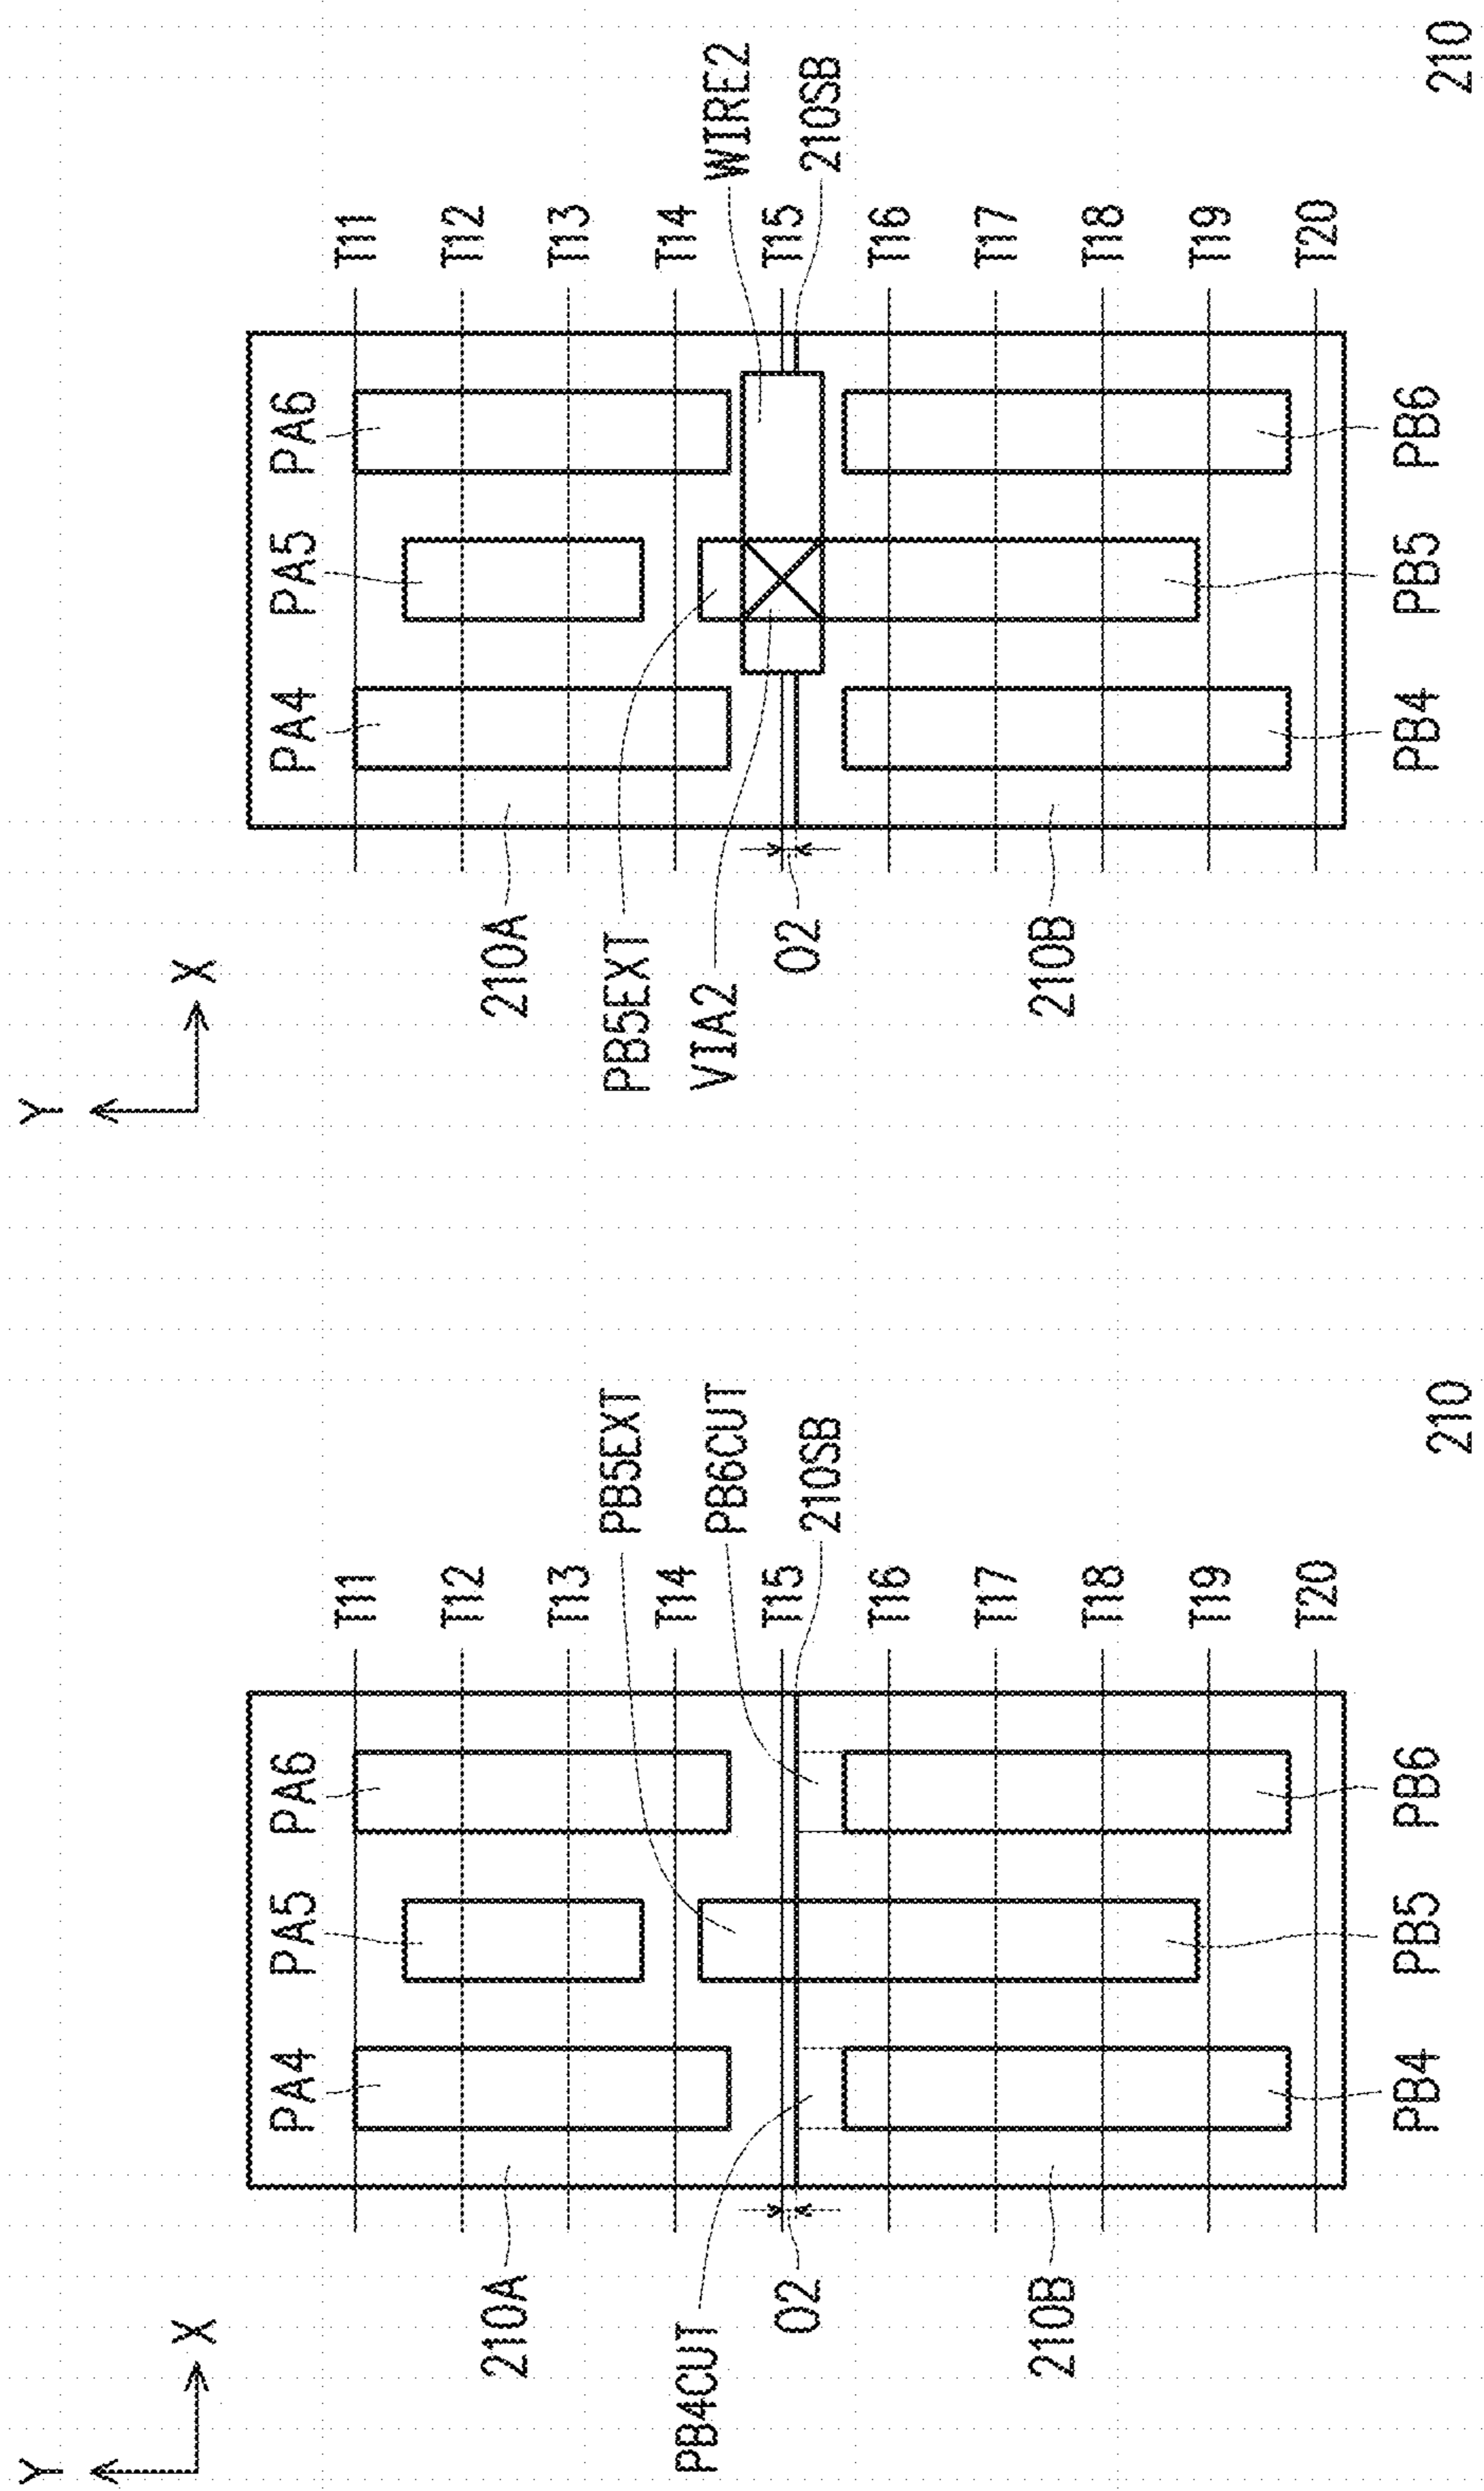 Y
X
PA4
PA5
PA6
T11
T12
T13
T14
T15
T16
T17
T18
T19
T20
210A
PB4CUT
O2
210B
PB5EXT
PB6CUT
210SB
PB4
PB5
PB6
210
Y
X
PA4
PA5
PA6
T11
T12
T13
T14
T15
T16
T17
T18
T19
T20
210A
PB5EXT
VIA2
O2
210B
WIRE2
210SB
PB4
PB5
PB6
210